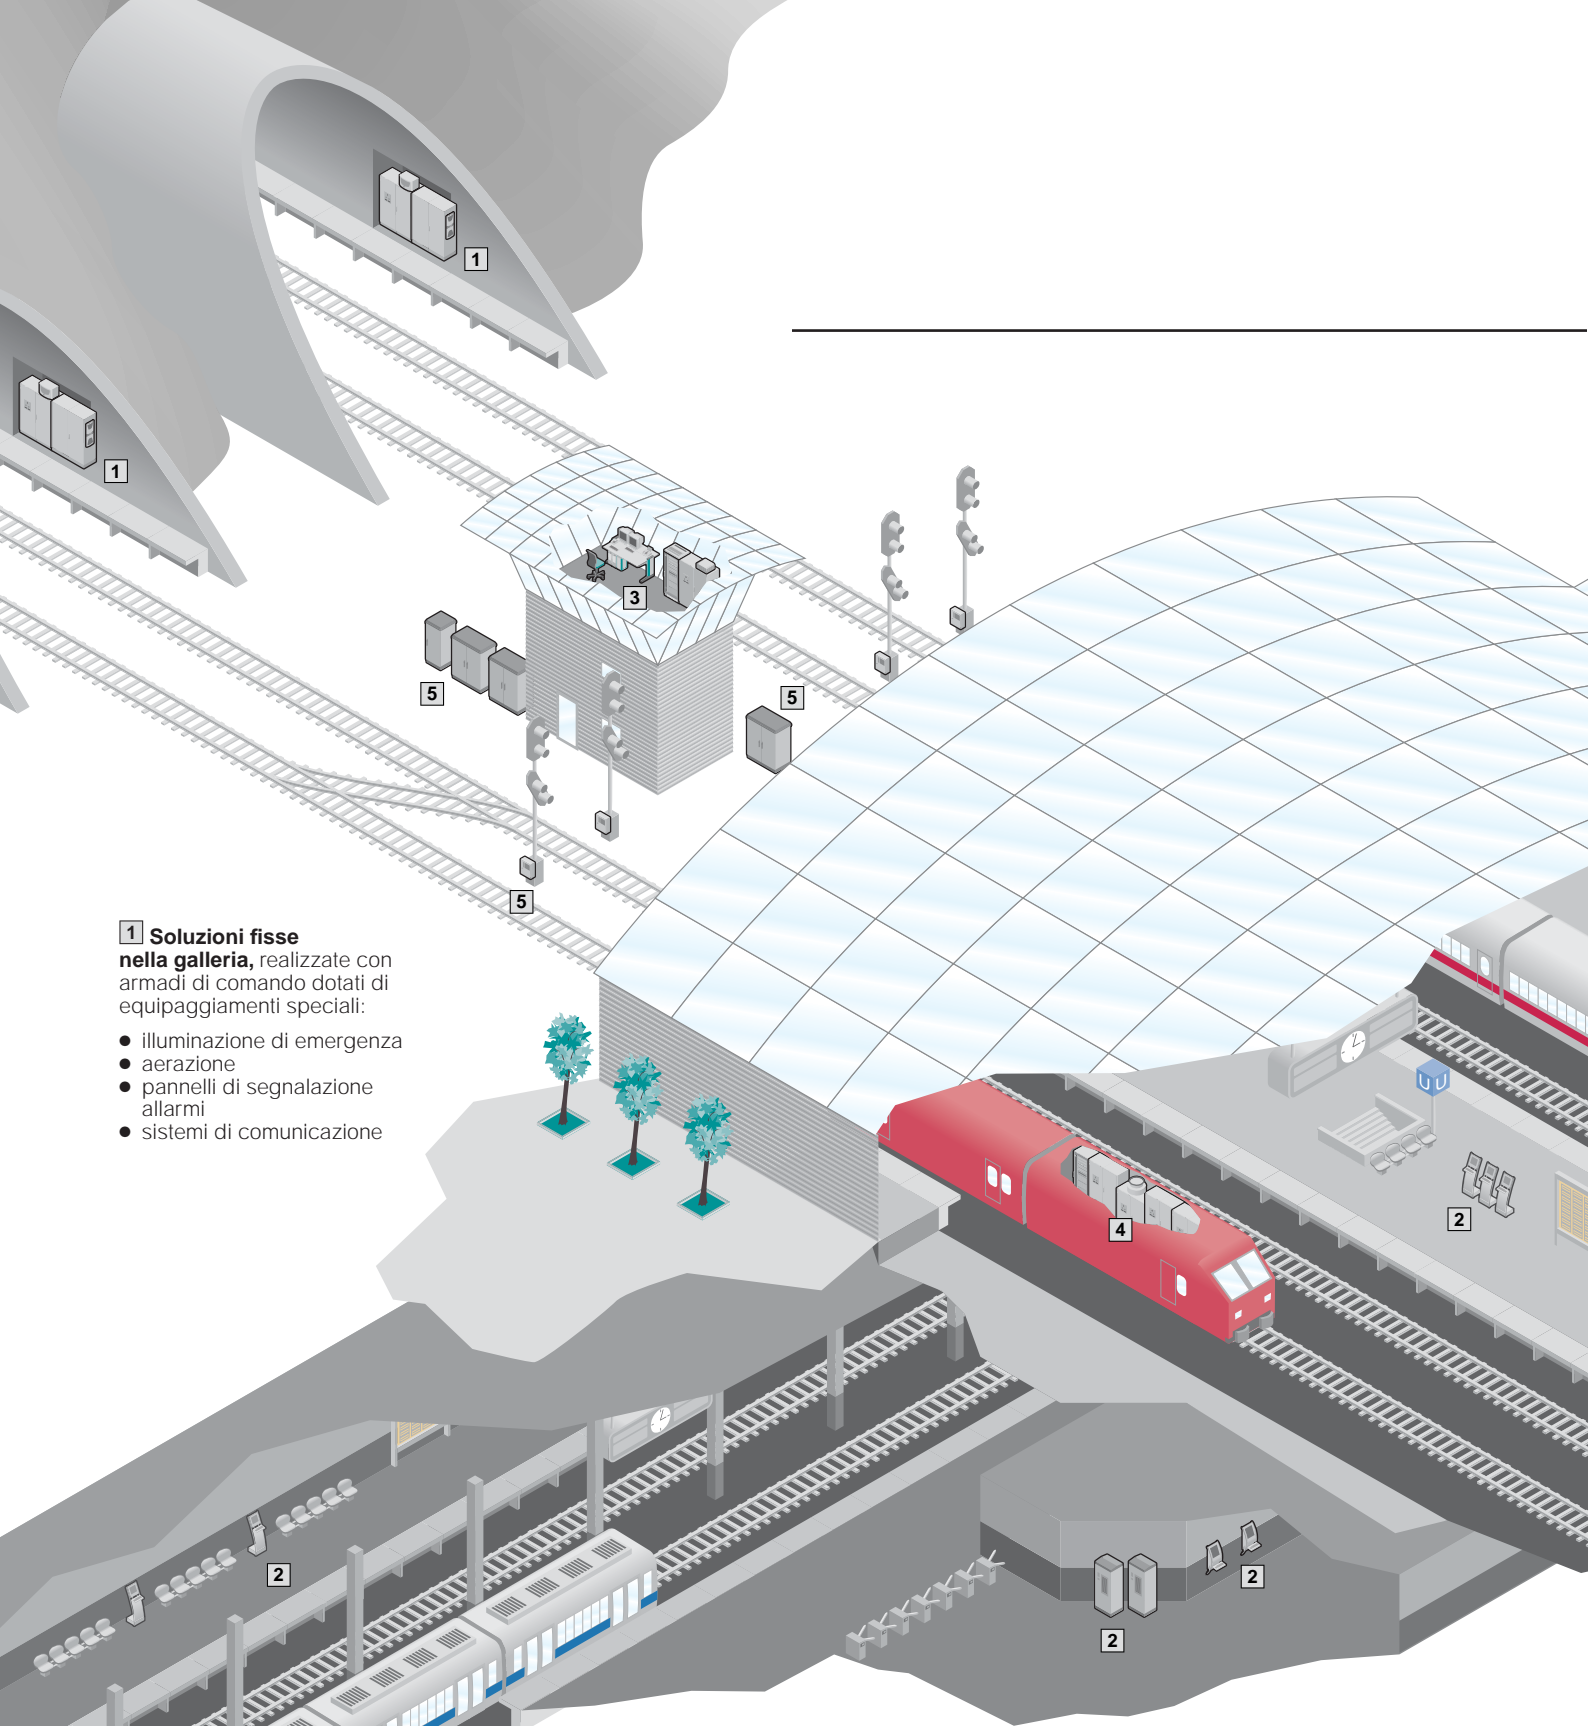 1
1
3
5
5
5
1 Soluzioni fisse
nella galleria, realizzate con
armadi di comando dotati di
equipaggiamenti speciali:
● illuminazione di emergenza
● aerazione
● pannelli di segnalazione
allarmi
● sistemi di comunicazione
UU
4
2
2
2
2